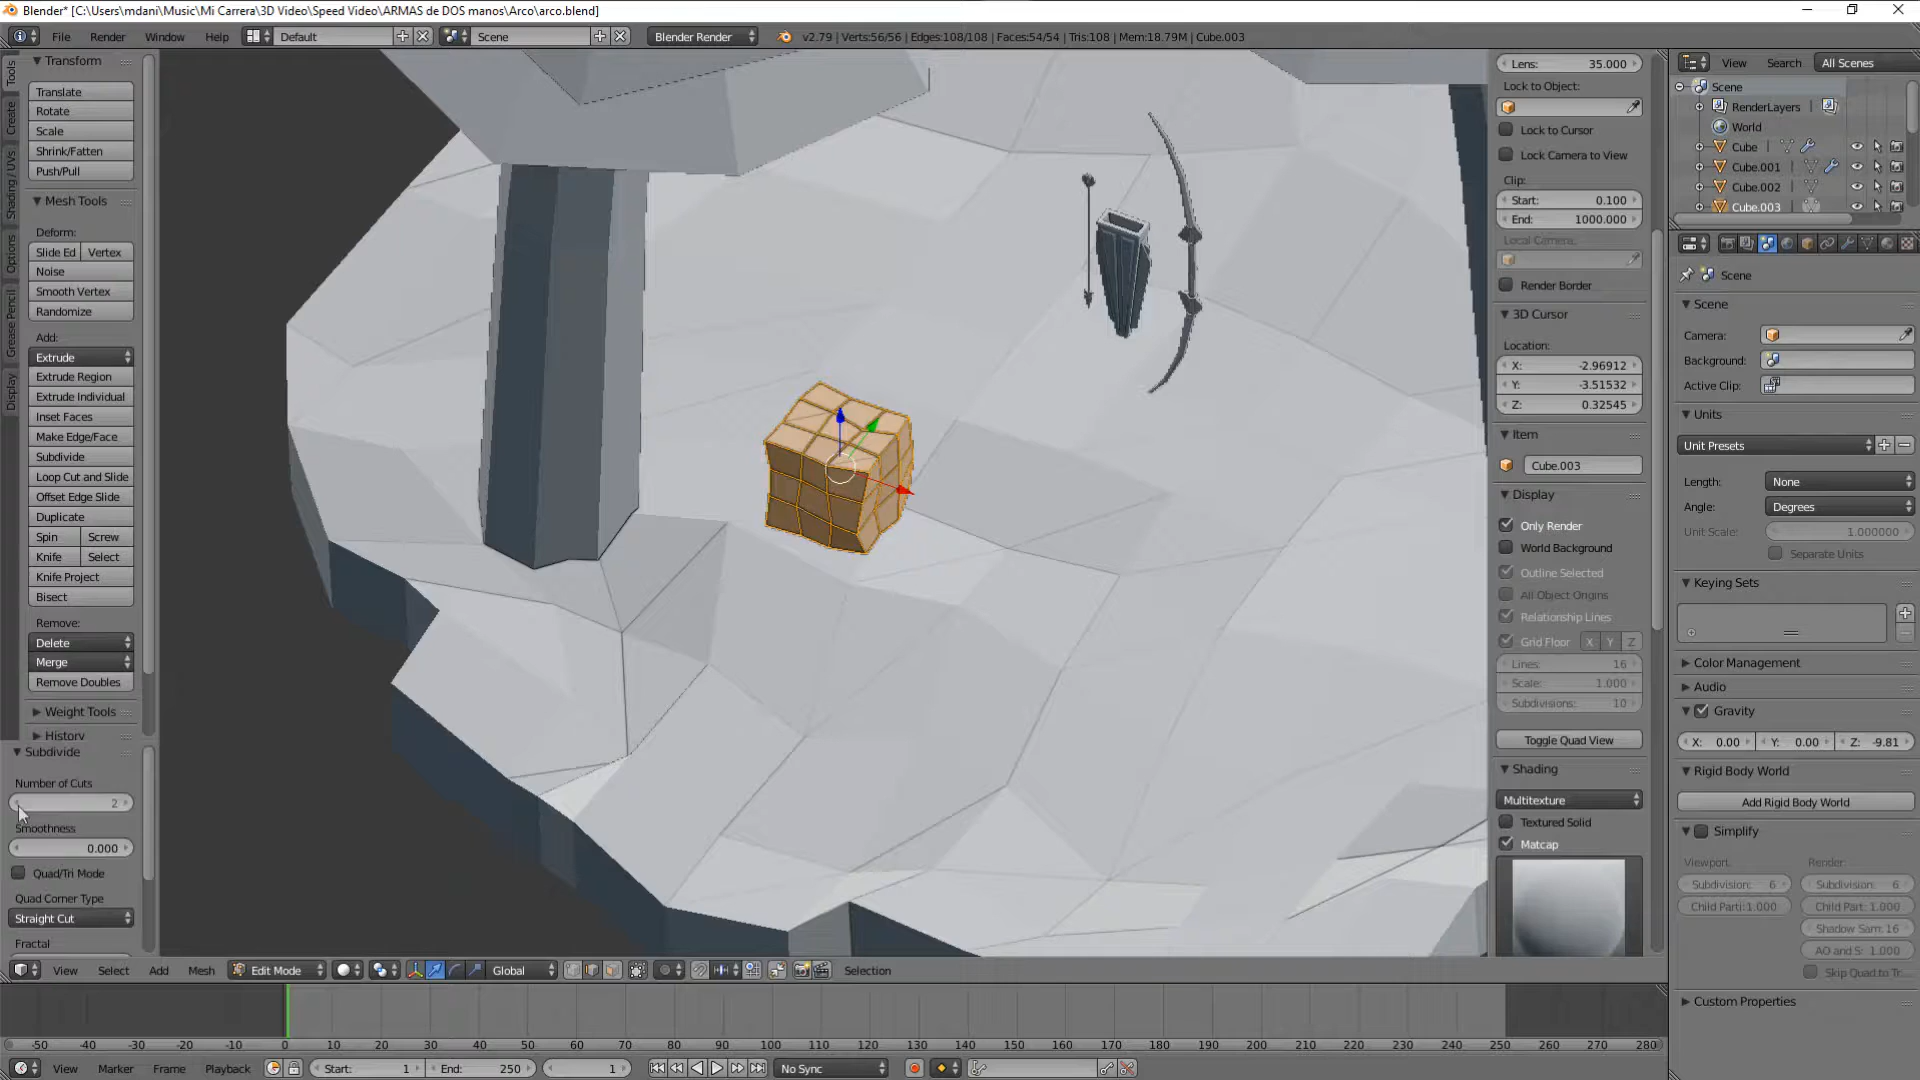 Blender* [C:\Users\mdani\Music\Mi Carrera\3D Video\Speed Video\ARMAS de DOS manos\Arco\arco.blend]
File Render Window Help Default Scene Blender Render v2.79 | Verts:56/56 | Edges:108/108 | Faces:54/54 | Tris:108 | Mem:18.79M | Cube.003
Tools
Create
Shading / UVs
Options
Grease Pencil
Display
Transform
Translate
Rotate
Scale
Shrink/Fatten
Push/Pull
Mesh Tools
Deform:
Slide Ed Vertex
Noise
Smooth Vertex
Randomize
Add:
Extrude
Extrude Region
Extrude Individual
Inset Faces
Make Edge/Face
Subdivide
Loop Cut and Slide
Offset Edge Slide
Duplicate
Spin Screw
Knife Select
Knife Project
Bisect
Remove:
Delete
Merge
Remove Doubles
Weight Tools
History
Subdivide
Number of Cuts
2
Smoothness
0.000
Quad/Tri Mode
Quad Corner Type
Straight Cut
Fractal
Lens: 35.000
Lock to Object:
Lock to Cursor
Lock Camera to View
Clip:
Start: 0.100
End: 1000.000
Local Camera:
Render Border
3D Cursor
Location:
X: -2.96912
Y: -3.51532
Z: 0.32545
Item
Cube.003
Display
Only Render
World Background
Outline Selected
All Object Origins
Relationship Lines
Grid Floor X Y Z
Lines: 16
Scale: 1.000
Subdivisions: 10
Toggle Quad View
Shading
Multitexture
Textured Solid
Matcap
View Search All Scenes
Scene
RenderLayers
World
Cube
Cube.001
Cube.002
Cube.003
Scene
Scene
Camera:
Background:
Active Clip:
Units
Unit Presets
Length: None
Angle: Degrees
Unit Scale: 1.000000
Separate Units
Keying Sets
Color Management
Audio
Gravity
X: 0.00 Y: 0.00 Z: -9.81
Rigid Body World
Add Rigid Body World
Simplify
Viewport: Render:
Subdivision: 6 Subdivision: 6
Child Parti:1.000 Child Part: 1.000
Shadow Sam: 16
AO and S: 1.000
Skip Quad to Tr...
Custom Properties
View Select Add Mesh Edit Mode Global Selection
-50 -40 -30 -20 -10 0 10 20 30 40 50 60 70 80 90 100 110 120 130 140 150 160 170 180 190 200 210 220 230 240 250 260 270 280
View Marker Frame Playback Start: 1 End: 250 1 No Sync